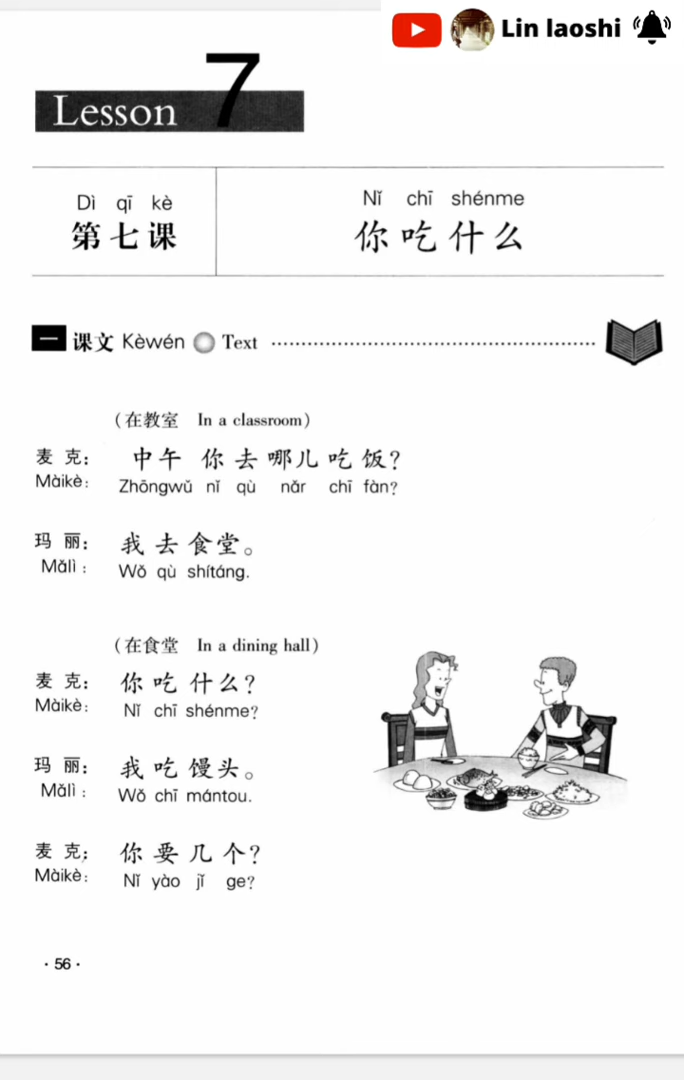 Lin laoshi
Lesson 7
Dì qī kè
第七课
Nǐ chī shénme
你吃什么
一 课文 Kèwén Text
（在教室 In a classroom）
麦克： 中午你去哪儿吃饭？
Màikè： Zhōngwǔ nǐ qù nǎr chī fàn?
玛丽： 我去食堂。
Mǎlì： Wǒ qù shítáng.
（在食堂 In a dining hall）
麦克： 你吃什么？
Màikè： Nǐ chī shénme?
玛丽： 我吃馒头。
Mǎlì： Wǒ chī mántou.
麦克： 你要几个？
Màikè： Nǐ yào jǐ ge?
· 56 ·